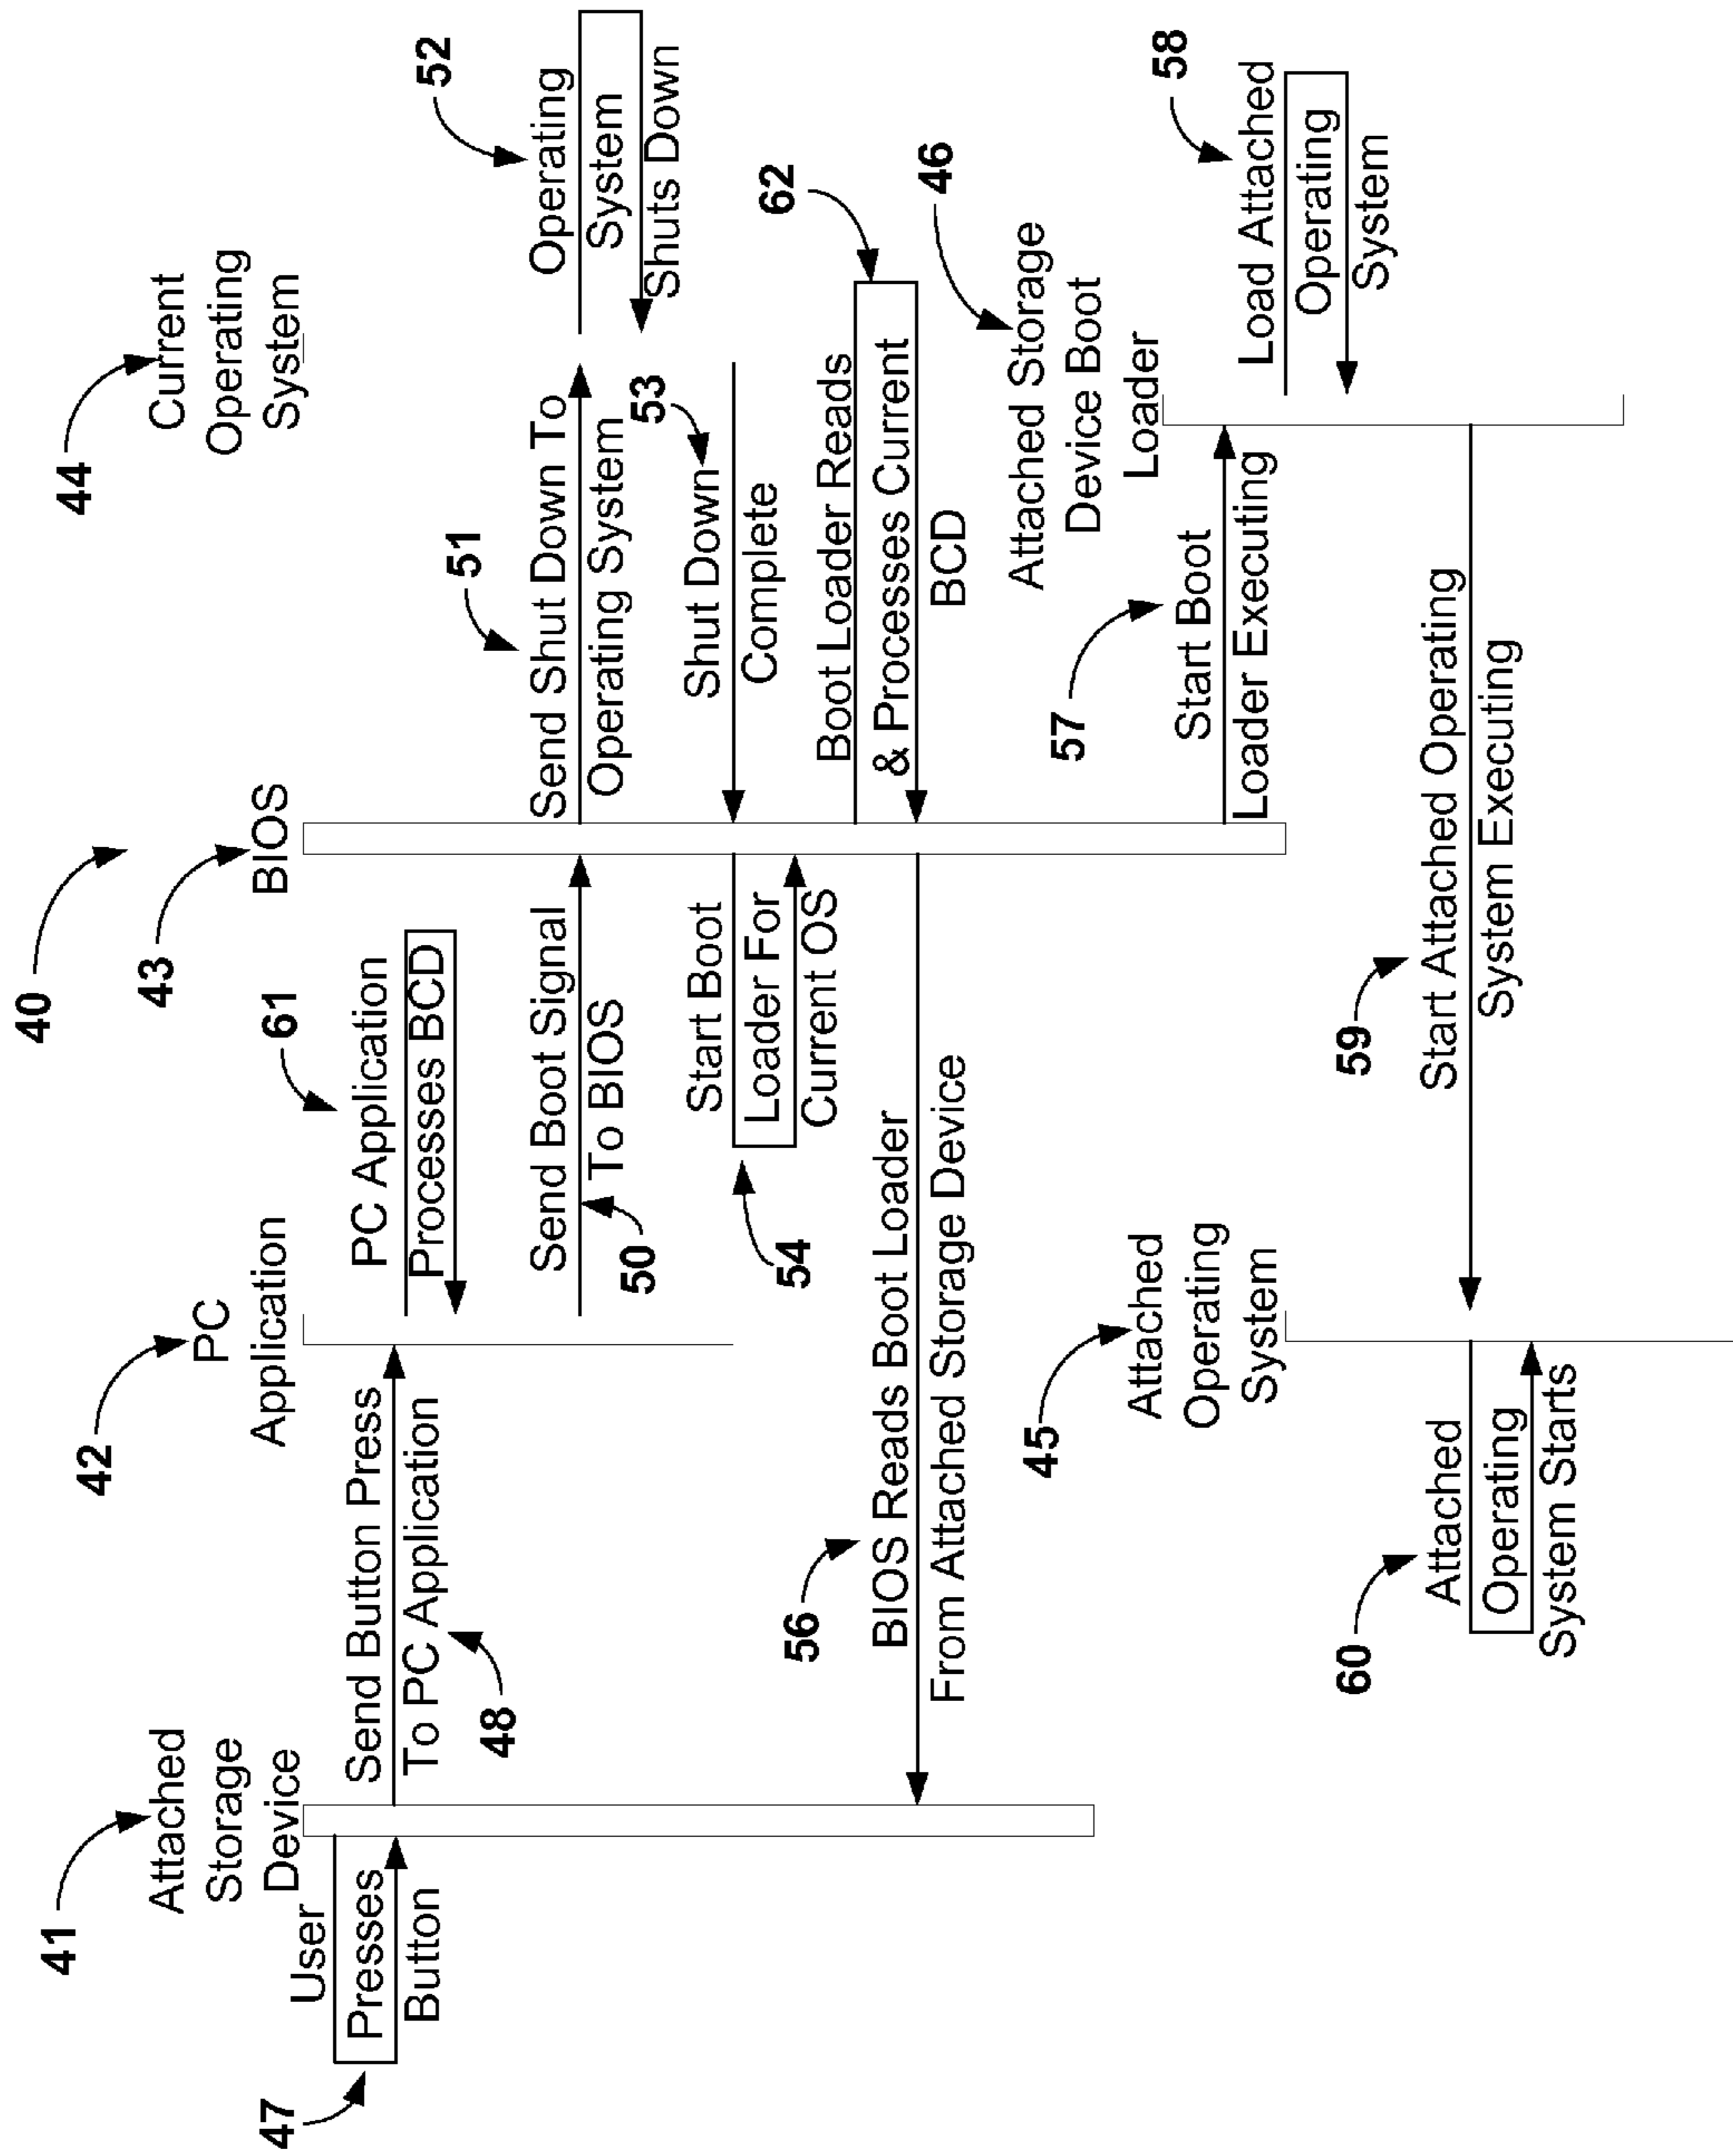 40
41
Attached
Storage
Device
42
PC
Application
43
BIOS
44
Current
Operating
System
47
User
Presses
Button
Send Button Press
To PC Application
48
61
PC Application
Processes BCD
Send Boot Signal
To BIOS
50
51
Send Shut Down To
Operating System
52
Operating
System
Shuts Down
53
Shut Down
Complete
Start Boot
Loader For
Current OS
54
62
Boot Loader Reads
& Processes Current
BCD
56
BIOS Reads Boot Loader
From Attached Storage Device
46
Attached Storage
Device Boot
Loader
57
Start Boot
Loader Executing
58
Load Attached
Operating
System
45
Attached
Operating
System
59
Start Attached Operating
System Executing
60
Attached
Operating
System Starts